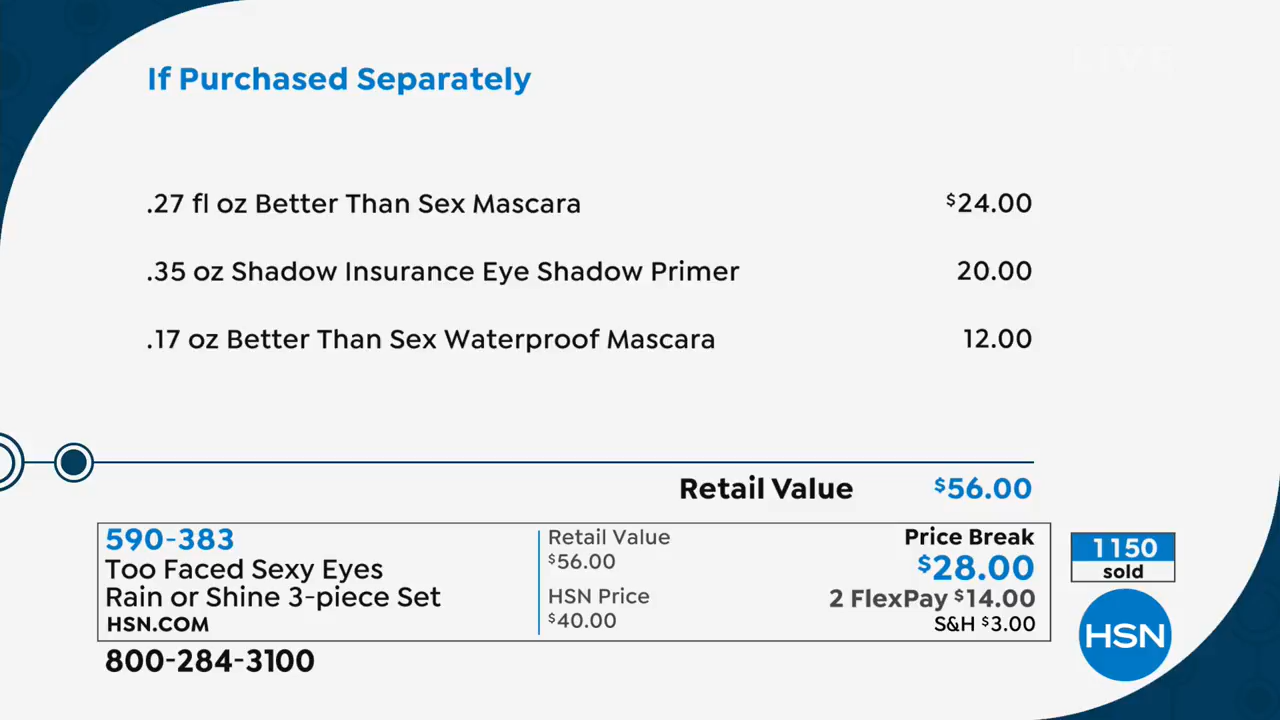 LIVE
If Purchased Separately
.27 fl oz Better Than Sex Mascara $24.00
.35 oz Shadow Insurance Eye Shadow Primer 20.00
.17 oz Better Than Sex Waterproof Mascara 12.00
Retail Value $56.00
590-383
Too Faced Sexy Eyes
Rain or Shine 3-piece Set
HSN.COM
Retail Value
$56.00
HSN Price
$40.00
Price Break
$28.00
2 FlexPay $14.00
S&H $3.00
1150
sold
HSN
800-284-3100